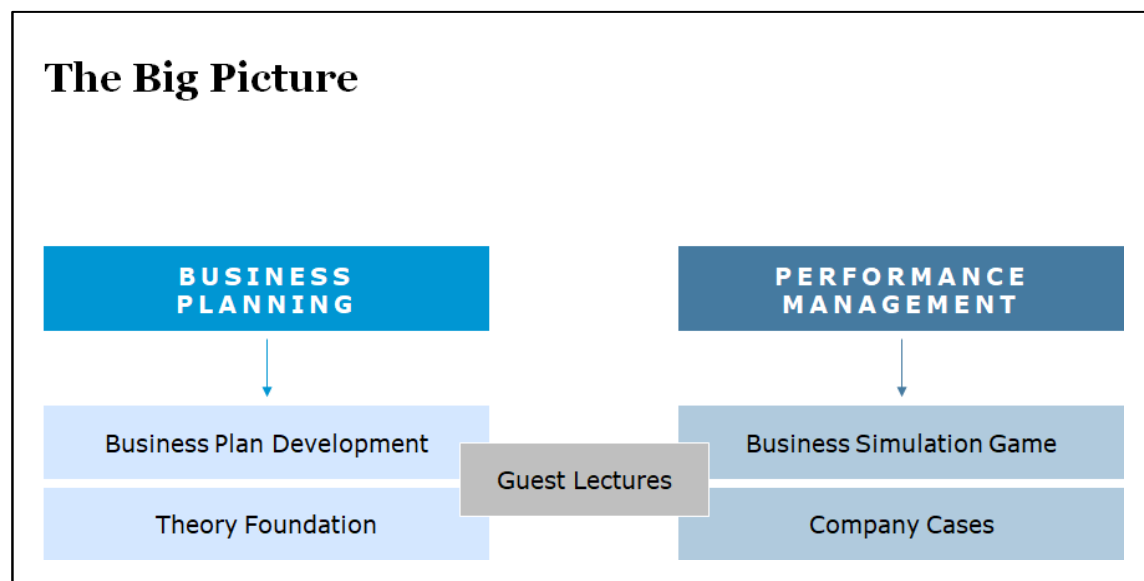 The Big Picture
BUSINESS
PLANNING
PERFORMANCE
MANAGEMENT
Business Plan Development
Theory Foundation
Guest Lectures
Business Simulation Game
Company Cases